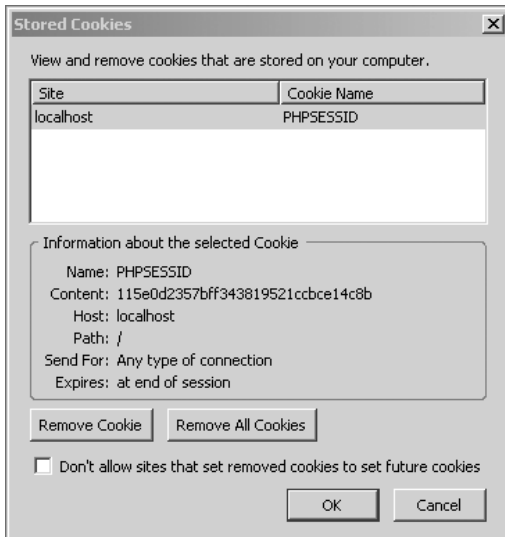 Stored Cookies
View and remove cookies that are stored on your computer.
Site Cookie Name
localhost PHPSESSID
Information about the selected Cookie
Name: PHPSESSID
Content: 115e0d2357bff343819521ccbce14c8b
Host: localhost
Path: /
Send For: Any type of connection
Expires: at end of session
Remove Cookie Remove All Cookies
Don't allow sites that set removed cookies to set future cookies
OK Cancel